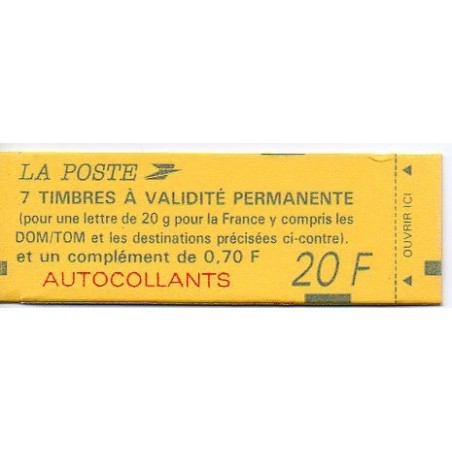 LA POSTE
7 TIMBRES À VALIDITÉ PERMANENTE
(pour une lettre de 20 g pour la France y compris les
DOM/TOM et les destinations précisées ci-contre).
et un complément de 0,70 F
AUTOCOLLANTS
20 F
OUVRIR ICI